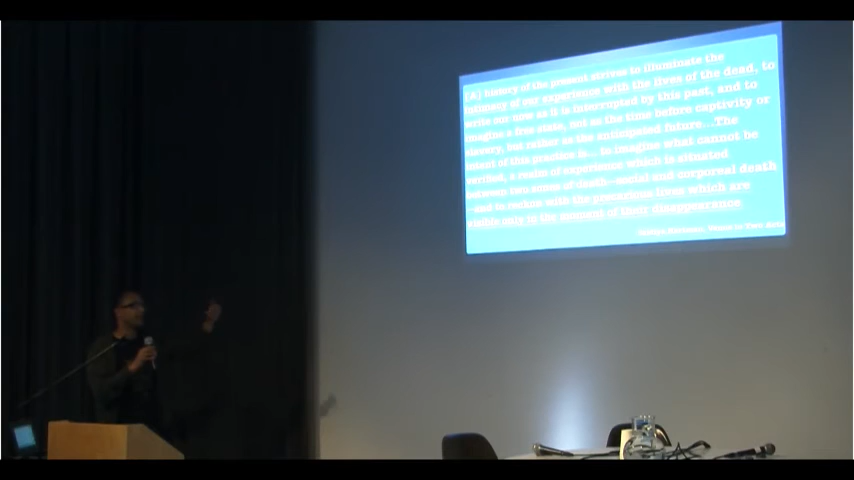 (A) history of the present strives to illuminate the
intimacy of our experience with the lives of the dead, to
write our now as it is interrupted by this past, and to
imagine a free state, not as the time before captivity or
slavery, but rather as the anticipated future...The
intent of this practice is... to imagine what cannot be
verified, a realm of experience which is situated
between two zones of death—social and corporeal death
—and to reckon with the precarious lives which are
visible only in the moment of their disappearance
Venus in Two Acts